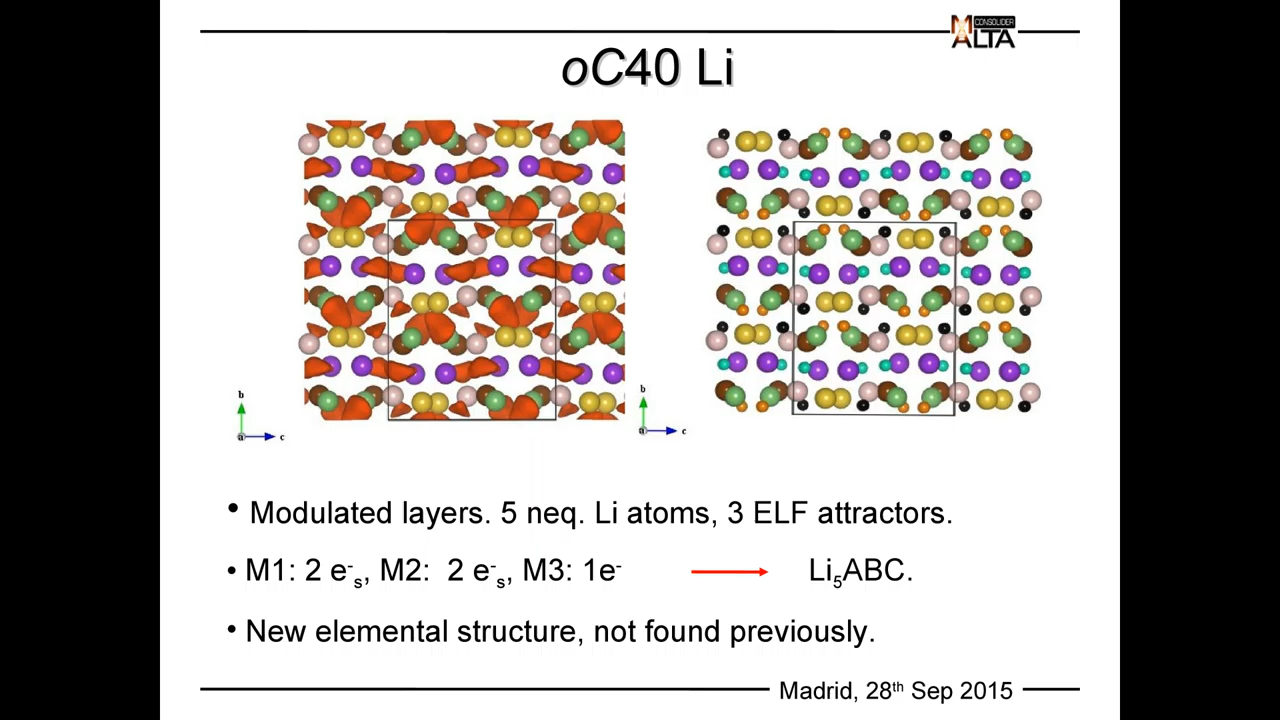 CONSOLIDER
MALTA
oC40 Li
b
a
c
b
a
c
• Modulated layers. 5 neq. Li atoms, 3 ELF attractors.
• M1: 2 e⁻ₛ, M2: 2 e⁻ₛ, M3: 1e⁻ → Li₅ABC.
• New elemental structure, not found previously.
Madrid, 28th Sep 2015